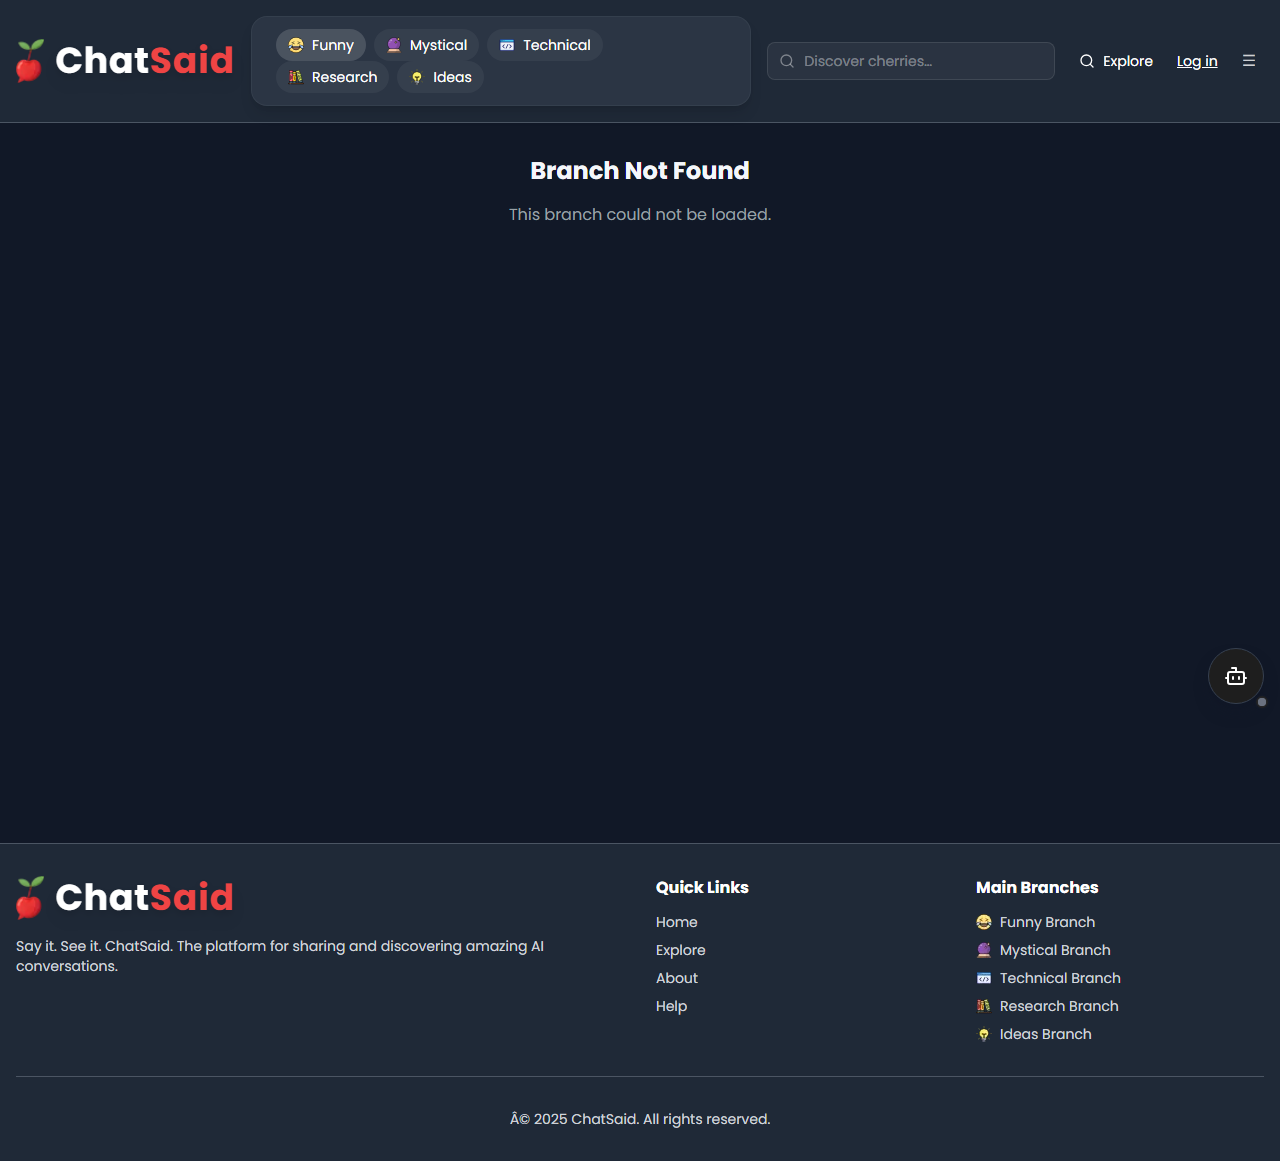 ChatSaid
Funny
Mystical
Technical
Research
Ideas
Discover cherries...
Explore
Log in
Branch Not Found
This branch could not be loaded.
ChatSaid
Say it. See it. ChatSaid. The platform for sharing and discovering amazing AI
conversations.
Quick Links
Home
Explore
About
Help
Main Branches
Funny Branch
Mystical Branch
Technical Branch
Research Branch
Ideas Branch
Â© 2025 ChatSaid. All rights reserved.